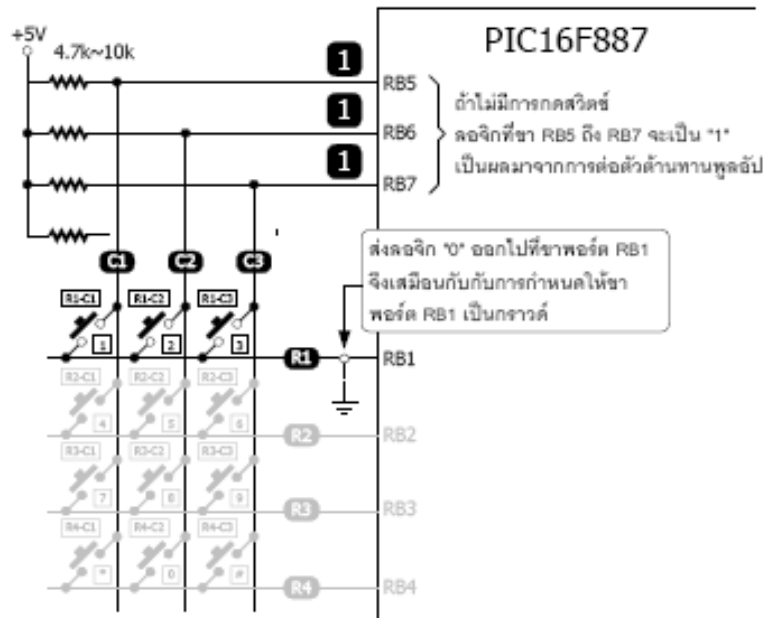 PIC16F887
+5V
4.7k~10k
1
RB5
1
RB6
1
RB7
ถ้าไม่มีการกดสวิตช์
ลอจิกที่ขา RB5 ถึง RB7 จะเป็น "1"
เป็นผลมาจากการต่อตัวต้านทานพูลอัป
ส่งลอจิก "0" ออกไปที่ขาพอร์ต RB1
จึงเสมือนกับกับการกำหนดให้ขา
พอร์ต RB1 เป็นกราวด์
C1 C2 C3
R1-C1 R1-C2 R1-C3
1 2 3
R1 RB1
R2-C1 R2-C2 R2-C3
4 5 6
R2 RB2
R3-C1 R3-C2 R3-C3
7 8 9
R3 RB3
R4-C1 R4-C2 R4-C3
* 0 #
R4 RB4